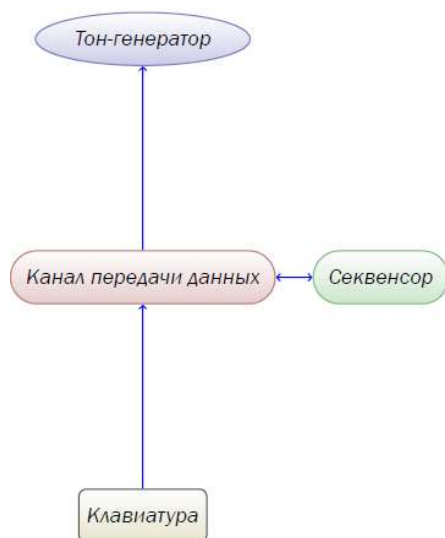 Тон-генератор
Канал передачи данных
Секвенсор
Клавиатура